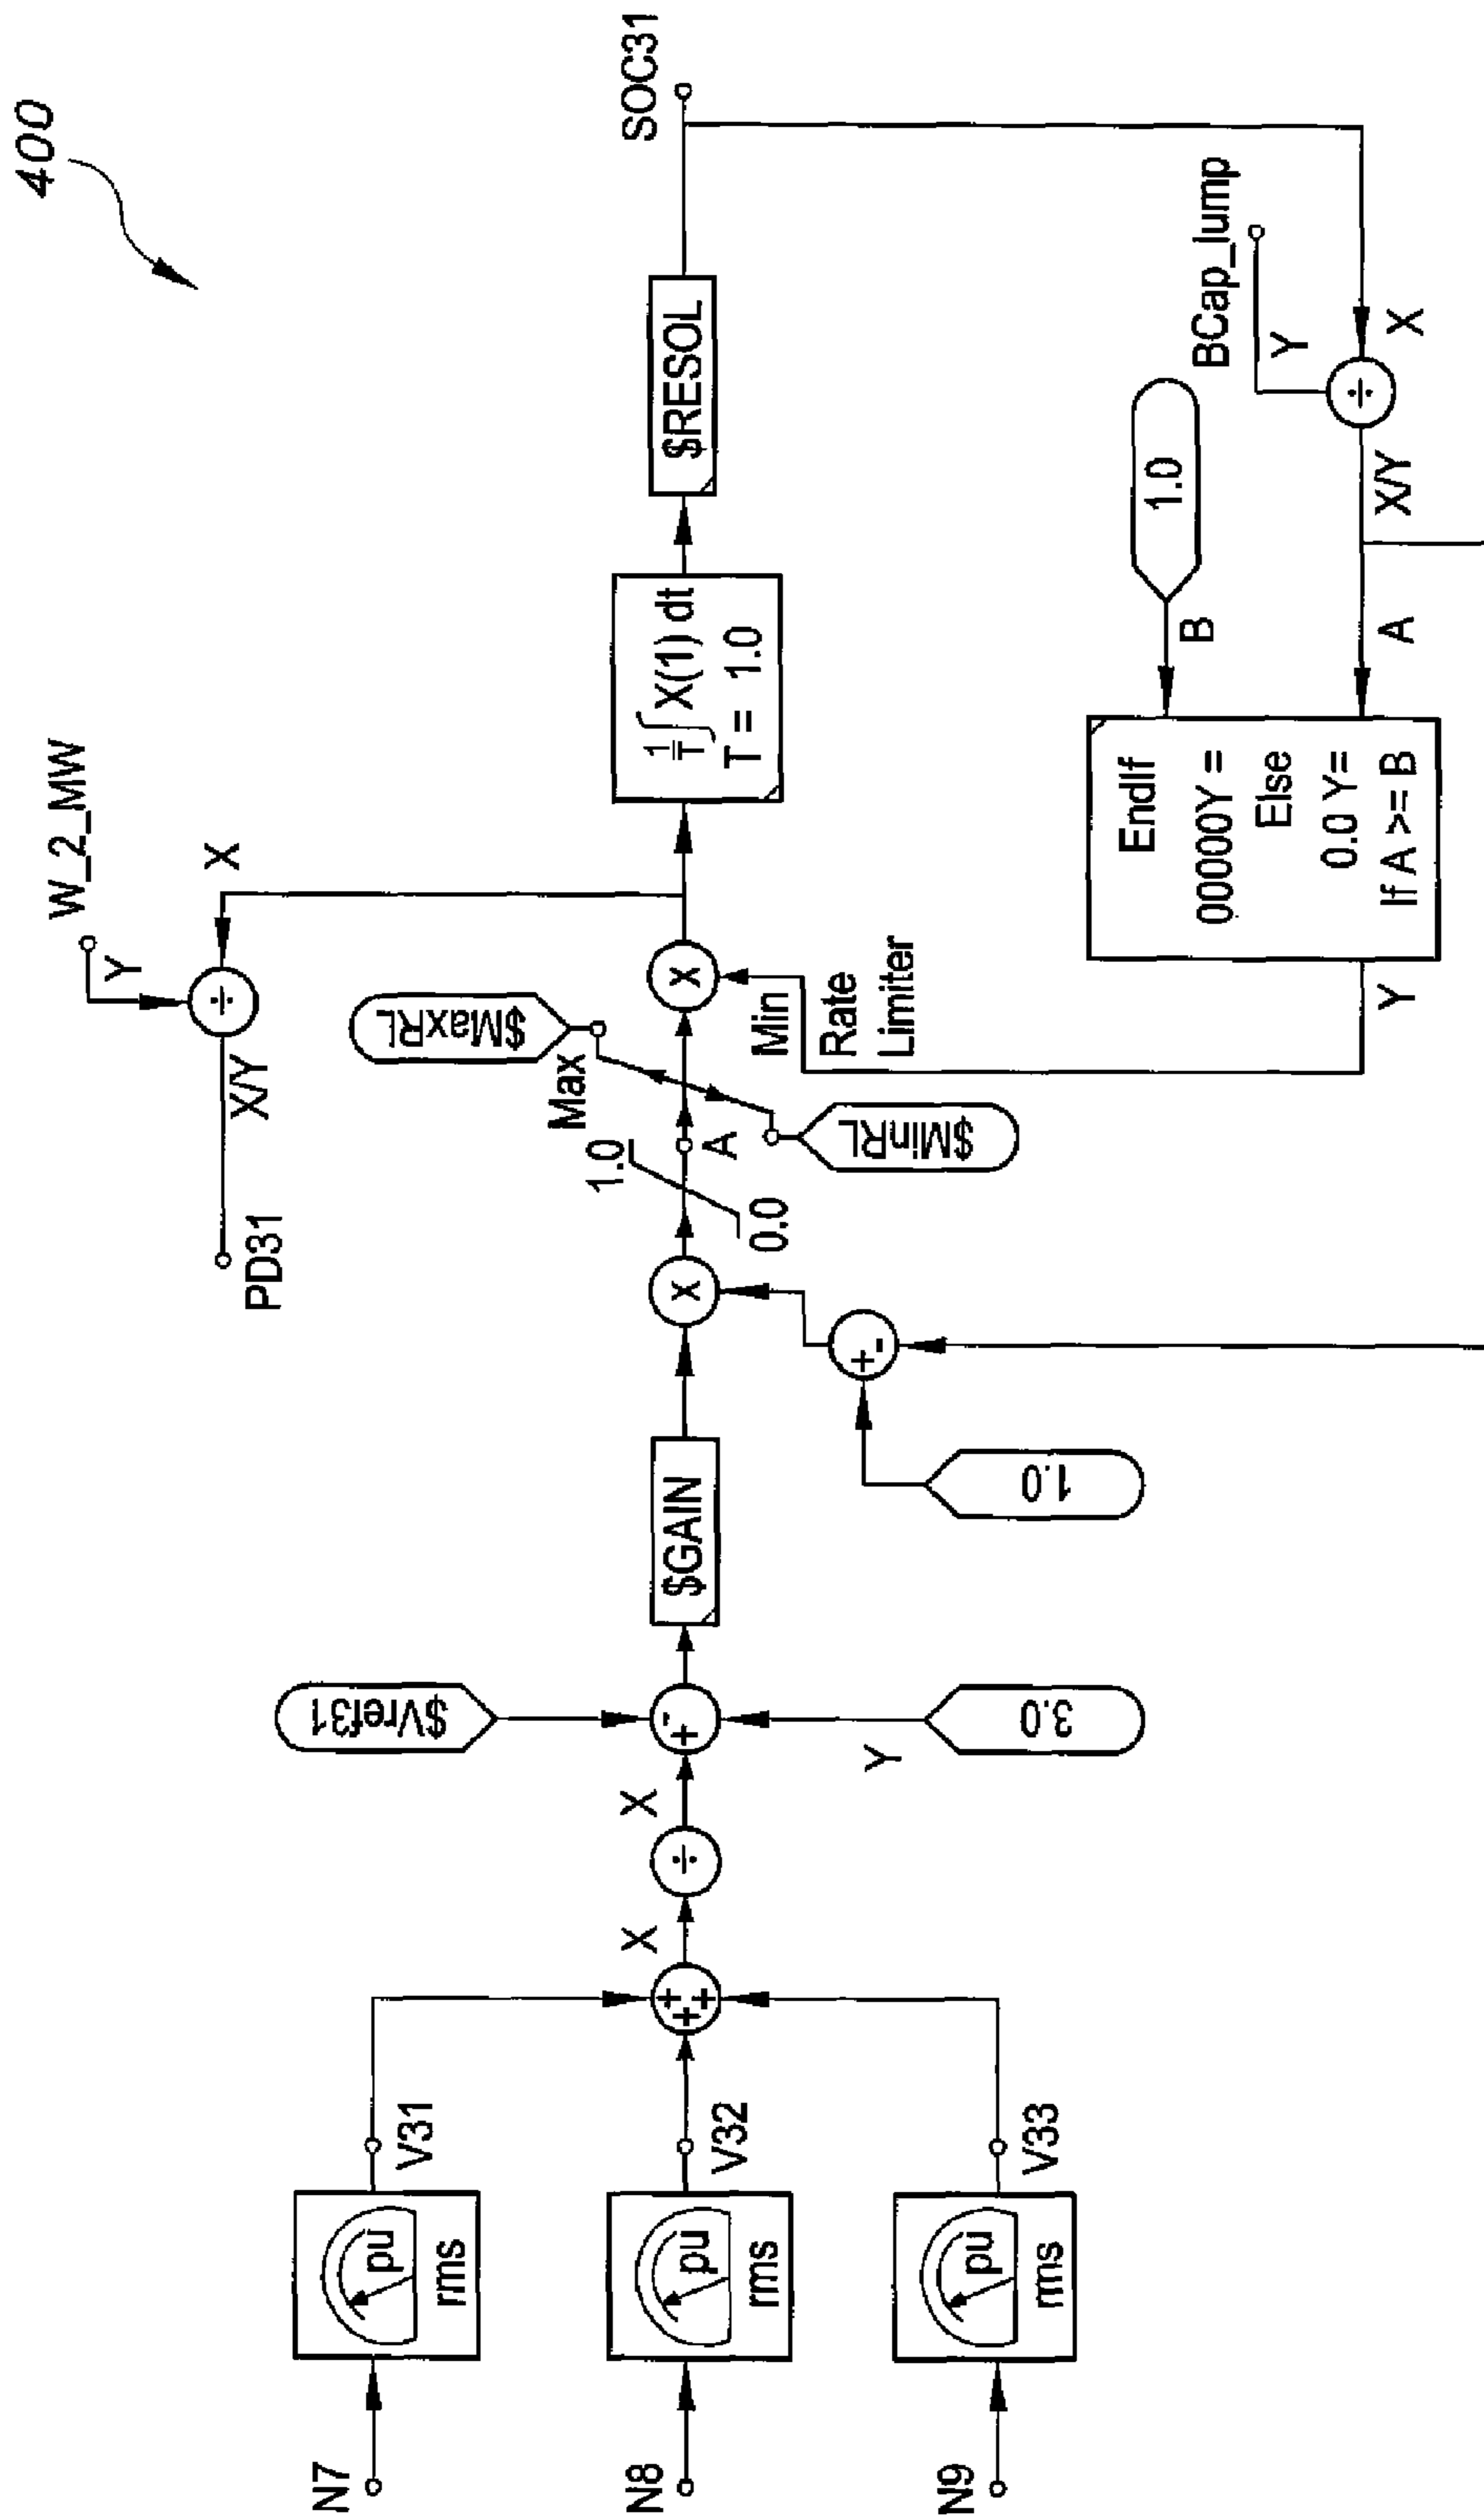 400
N7
pu
rms
V31
N8
pu
rms
V32
N9
pu
rms
V33
+
+
+
X
÷
X
$Vref31
+
-
Y
3.0
$GAIN
1.0
+
-
X
1.0
0.0
A
Max
$MaxRL
$MinRL
Min
Rate
Limiter
X
PD31
X/Y
÷
Y
W_2_MW
X
1/T ∫ X(1) dt
T = 1.0
$RESOL
SOC31
BCap_lump
Y
X
÷
X/Y
1.0
B
A
EndIf
00000Y =
Else
0.0 Y=
If A >= B
Y